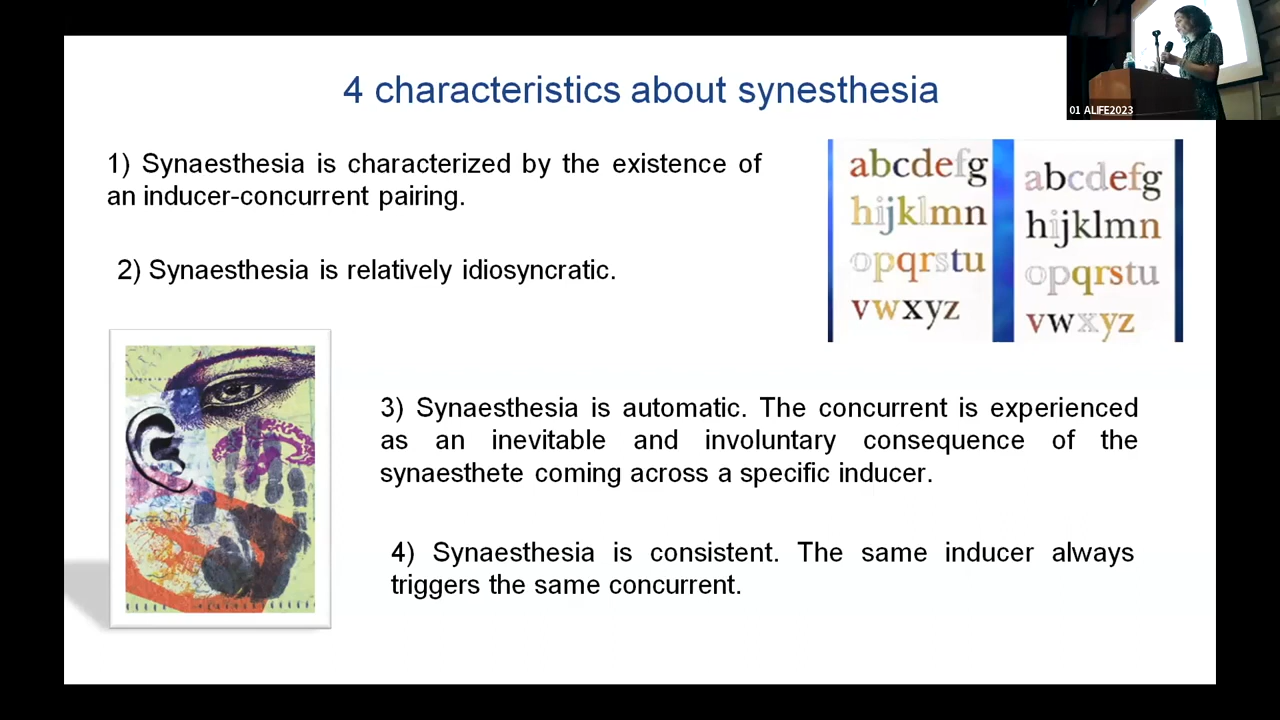 4 characteristics about synesthesia
01 ALIFE2023
1) Synaesthesia is characterized by the existence of
an inducer-concurrent pairing.
2) Synaesthesia is relatively idiosyncratic.
abcdefg
hijklmn
opqrstu
vwxyz
abcdefg
hijklmn
opqrstu
vwxyz
3) Synaesthesia is automatic. The concurrent is experienced
as an inevitable and involuntary consequence of the
synaesthete coming across a specific inducer.
4) Synaesthesia is consistent. The same inducer always
triggers the same concurrent.